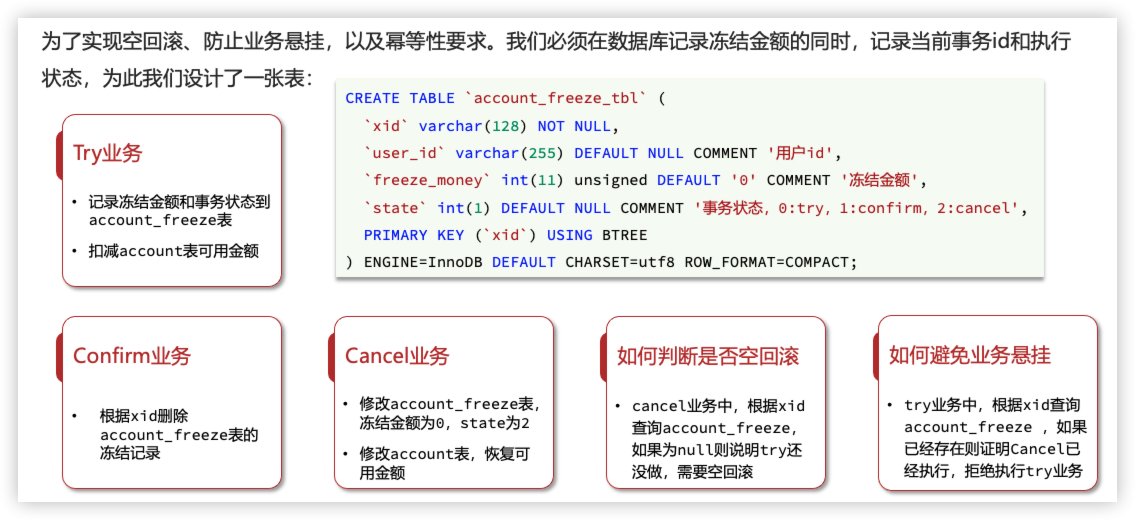 为了实现空回滚、防止业务悬挂，以及幂等性要求。我们必须在数据库记录冻结金额的同时，记录当前事务id和执行
状态，为此我们设计了一张表：
CREATE TABLE `account_freeze_tbl` (
`xid` varchar(128) NOT NULL,
`user_id` varchar(255) DEFAULT NULL COMMENT '用户id',
`freeze_money` int(11) unsigned DEFAULT '0' COMMENT '冻结金额',
`state` int(1) DEFAULT NULL COMMENT '事务状态，0:try，1:confirm，2:cancel',
PRIMARY KEY (`xid`) USING BTREE
) ENGINE=InnoDB DEFAULT CHARSET=utf8 ROW_FORMAT=COMPACT;
Try业务
• 记录冻结金额和事务状态到
account_freeze表
• 扣减account表可用金额
Confirm业务
• 根据xid删除
account_freeze表的
冻结记录
Cancel业务
• 修改account_freeze表，
冻结金额为0，state为2
• 修改account表，恢复可
用金额
如何判断是否空回滚
• cancel业务中，根据xid
查询account_freeze，
如果为null则说明try还
没做，需要空回滚
如何避免业务悬挂
• try业务中，根据xid查询
account_freeze ，如果
已经存在则证明Cancel已
经执行，拒绝执行try业务